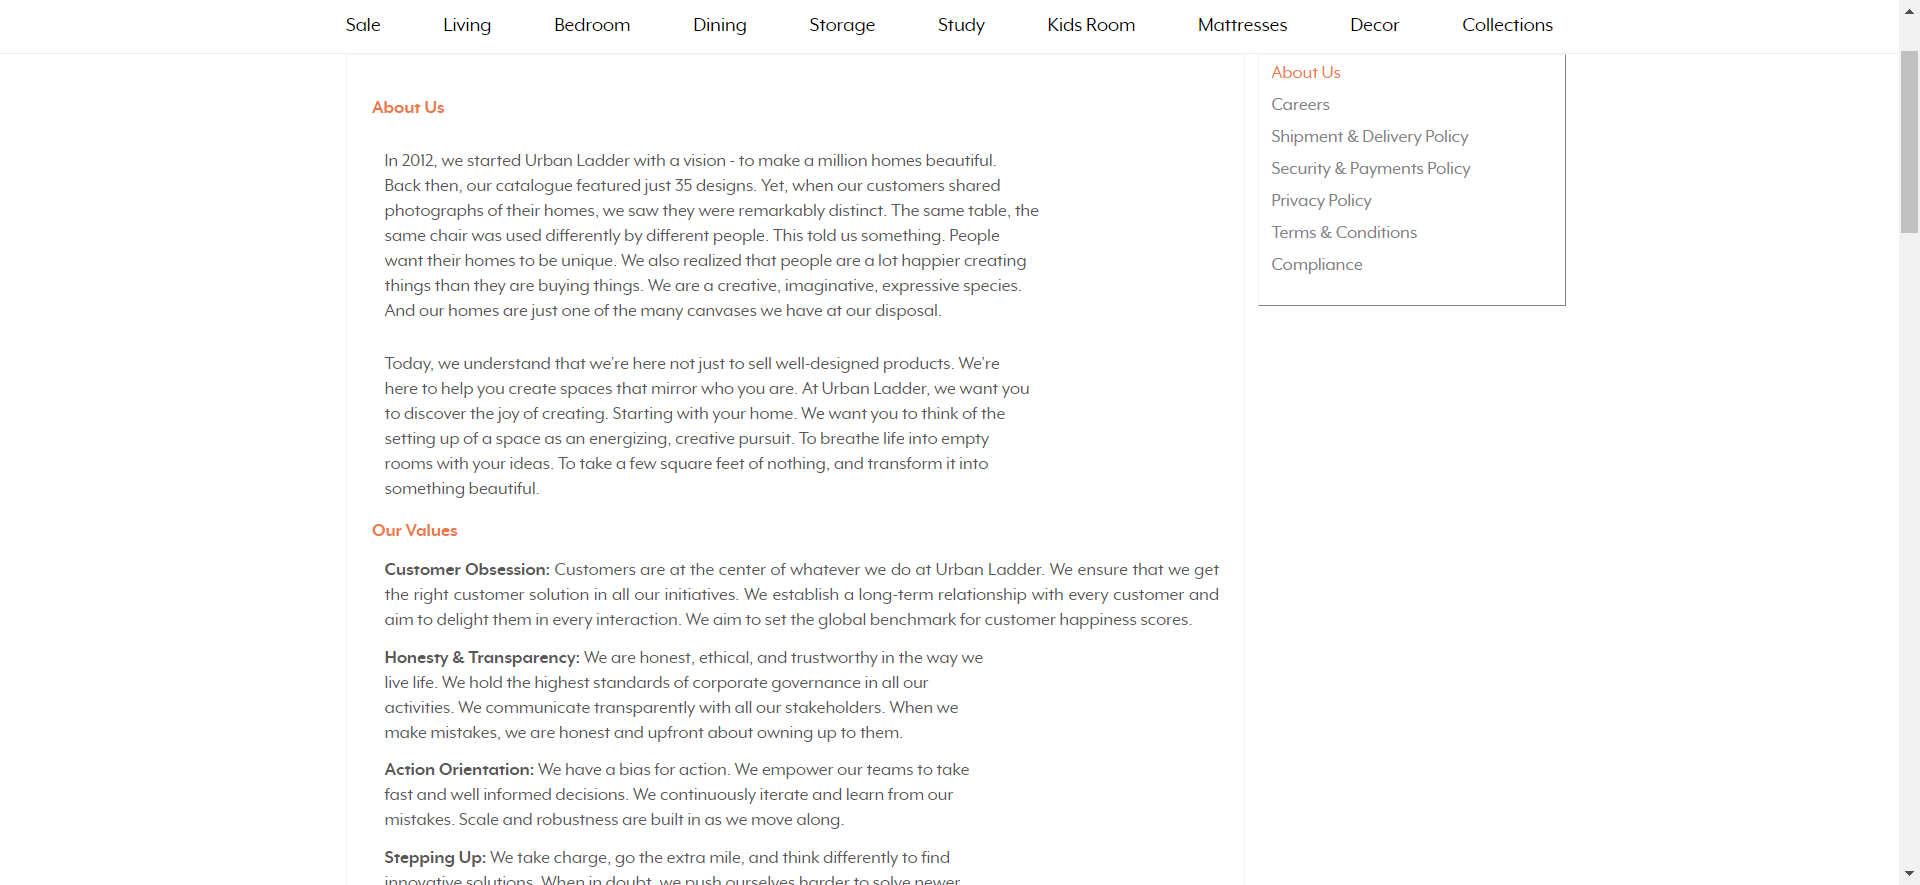 Sale Living Bedroom Dining Storage Study Kids Room Mattresses Decor Collections
About Us
In 2012, we started Urban Ladder with a vision - to make a million homes beautiful.
Back then, our catalogue featured just 35 designs. Yet, when our customers shared
photographs of their homes, we saw they were remarkably distinct. The same table, the
same chair was used differently by different people. This told us something. People
want their homes to be unique. We also realized that people are a lot happier creating
things than they are buying things. We are a creative, imaginative, expressive species.
And our homes are just one of the many canvases we have at our disposal.
Today, we understand that we're here not just to sell well-designed products. We're
here to help you create spaces that mirror who you are. At Urban Ladder, we want you
to discover the joy of creating. Starting with your home. We want you to think of the
setting up of a space as an energizing, creative pursuit. To breathe life into empty
rooms with your ideas. To take a few square feet of nothing, and transform it into
something beautiful.
Our Values
Customer Obsession: Customers are at the center of whatever we do at Urban Ladder. We ensure that we get
the right customer solution in all our initiatives. We establish a long-term relationship with every customer and
aim to delight them in every interaction. We aim to set the global benchmark for customer happiness scores.
Honesty & Transparency: We are honest, ethical, and trustworthy in the way we
live life. We hold the highest standards of corporate governance in all our
activities. We communicate transparently with all our stakeholders. When we
make mistakes, we are honest and upfront about owning up to them.
Action Orientation: We have a bias for action. We empower our teams to take
fast and well informed decisions. We continuously iterate and learn from our
mistakes. Scale and robustness are built in as we move along.
Stepping Up: We take charge, go the extra mile, and think differently to find
innovative solutions. When in doubt, we push ourselves harder to solve newer
About Us
Careers
Shipment & Delivery Policy
Security & Payments Policy
Privacy Policy
Terms & Conditions
Compliance